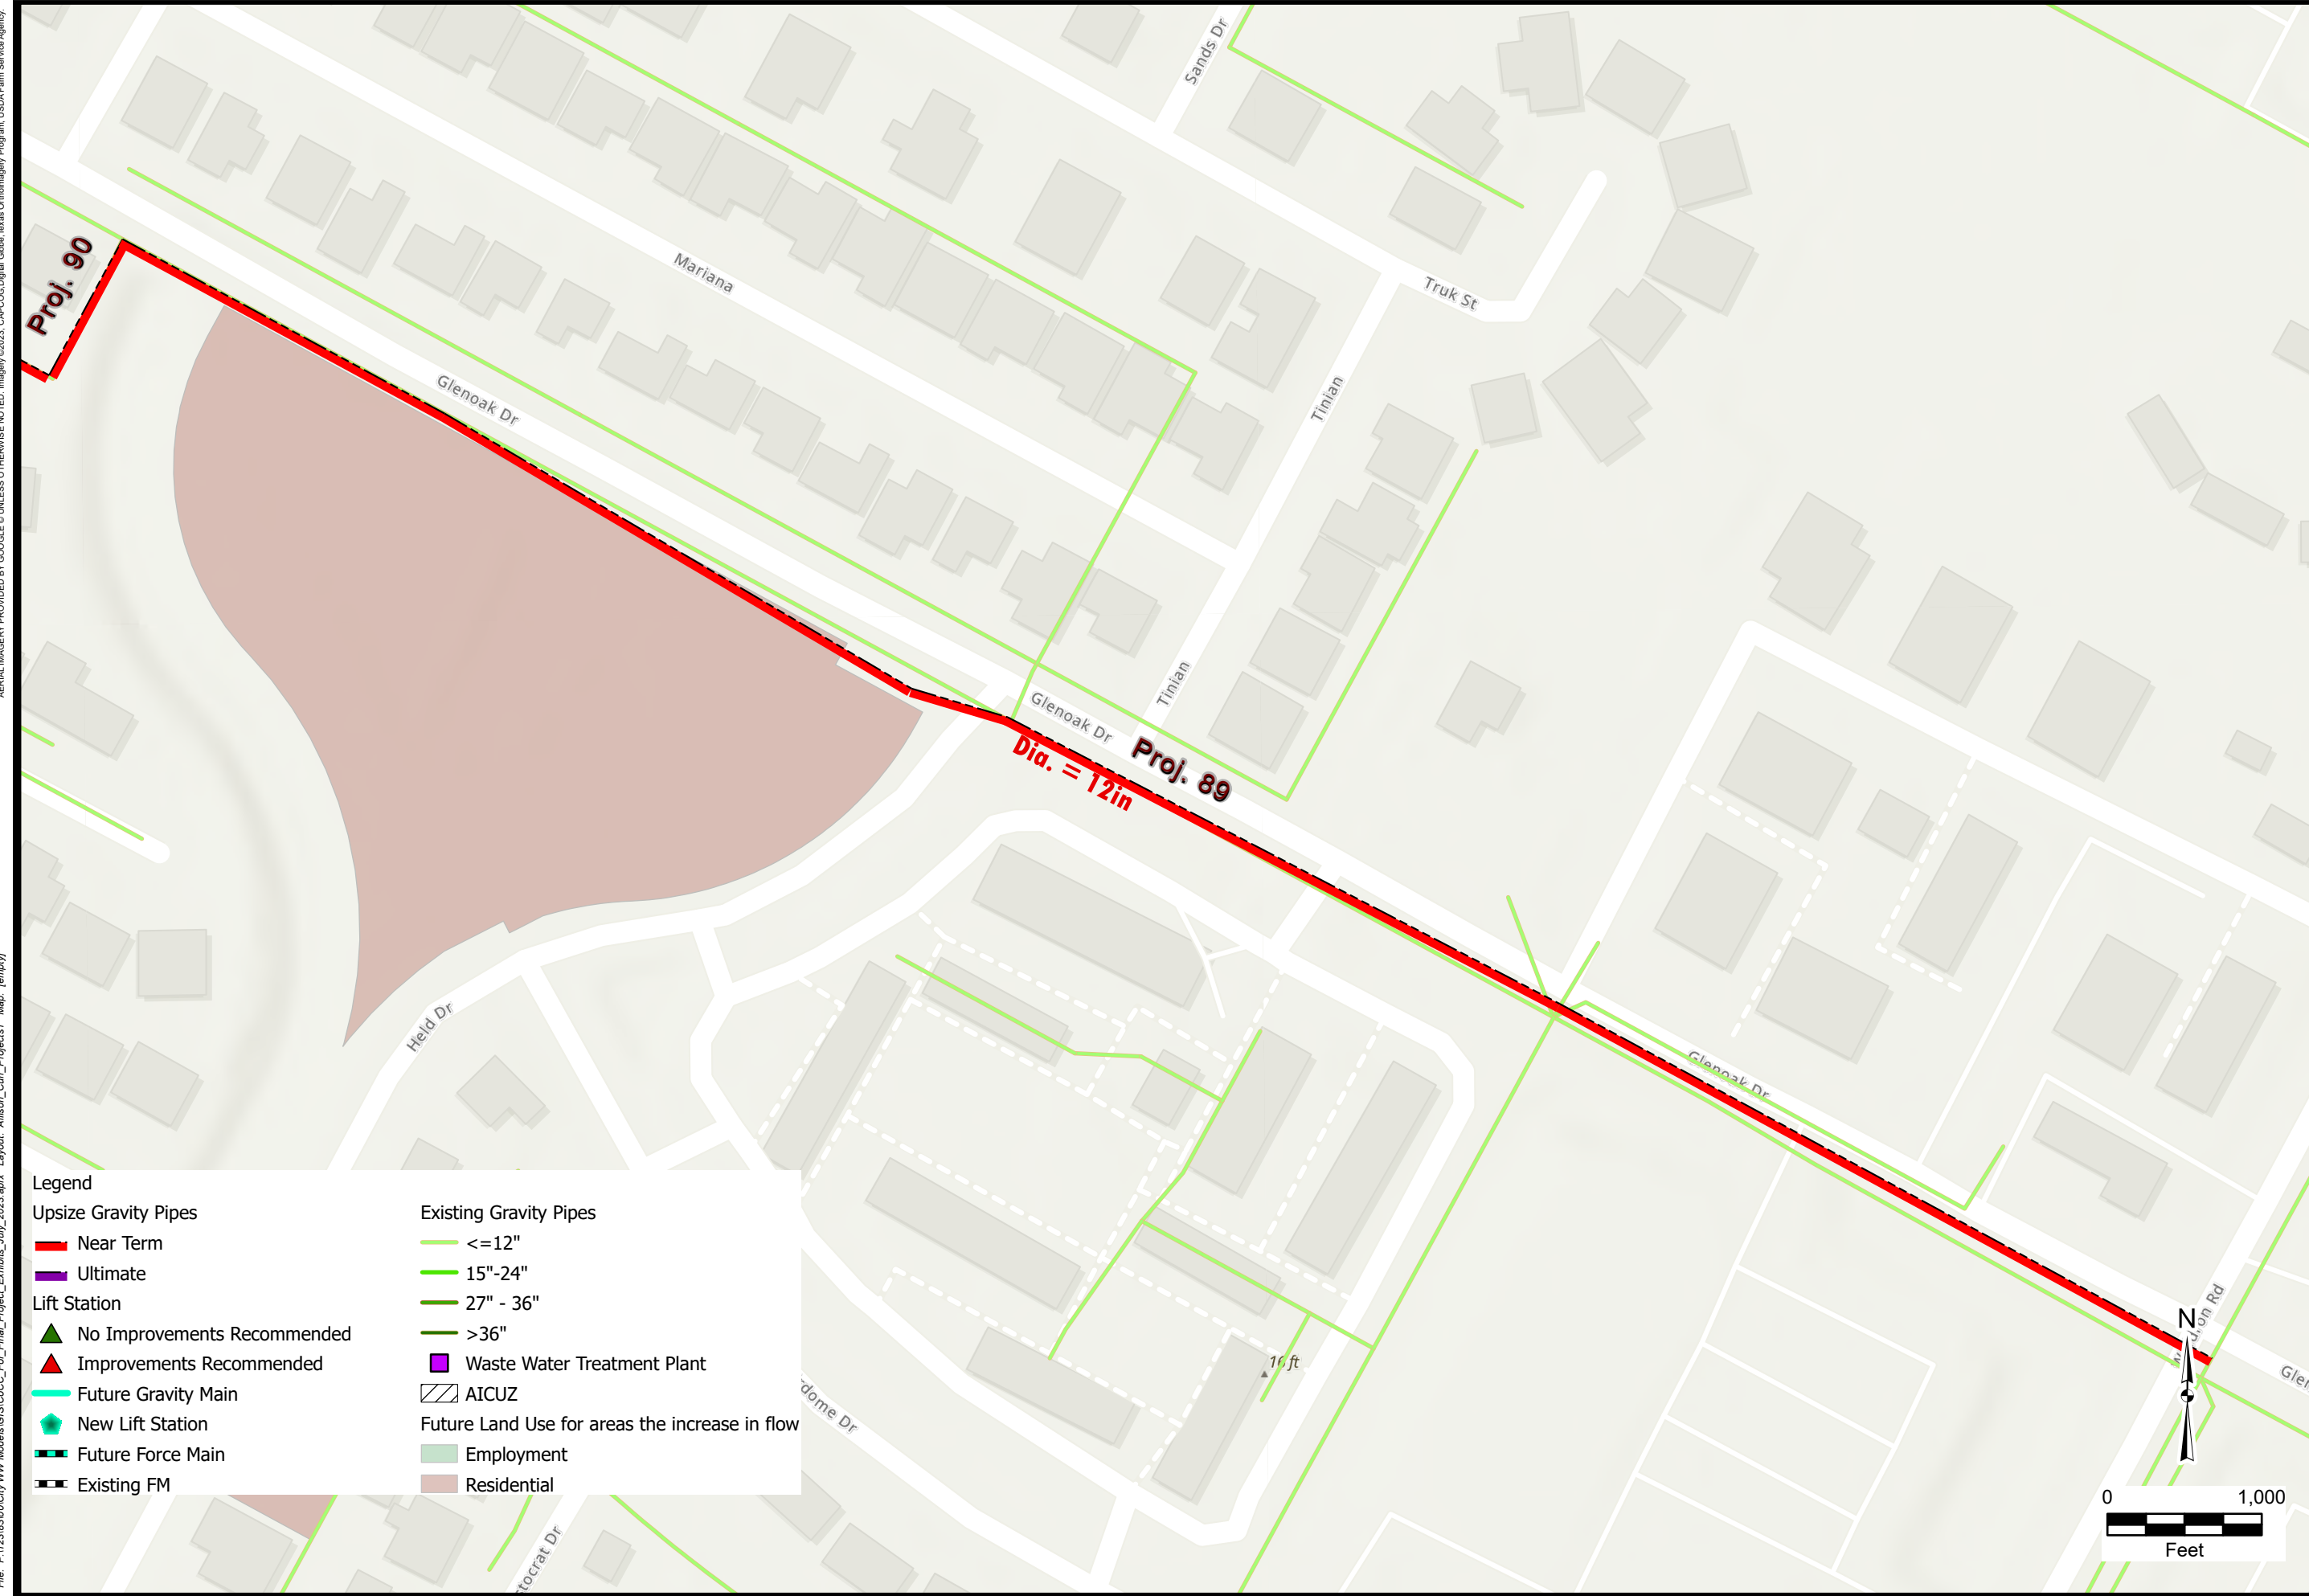 Sands Dr
Proj. 90
Mariana
Truk St
Glenoak Dr
Tinian
Tinian
Glenoak Dr
Proj. 89
Dia. = 12in
Held Dr
Glenoak Dr
16 ft
N
Legend
Upsize Gravity Pipes
Near Term
Ultimate
Lift Station
No Improvements Recommended
Improvements Recommended
Future Gravity Main
New Lift Station
Future Force Main
Existing FM
Existing Gravity Pipes
<=12"
15"-24"
27" - 36"
>36"
Waste Water Treatment Plant
AICUZ
Future Land Use for areas the increase in flow
Employment
Residential
0 1,000
Feet